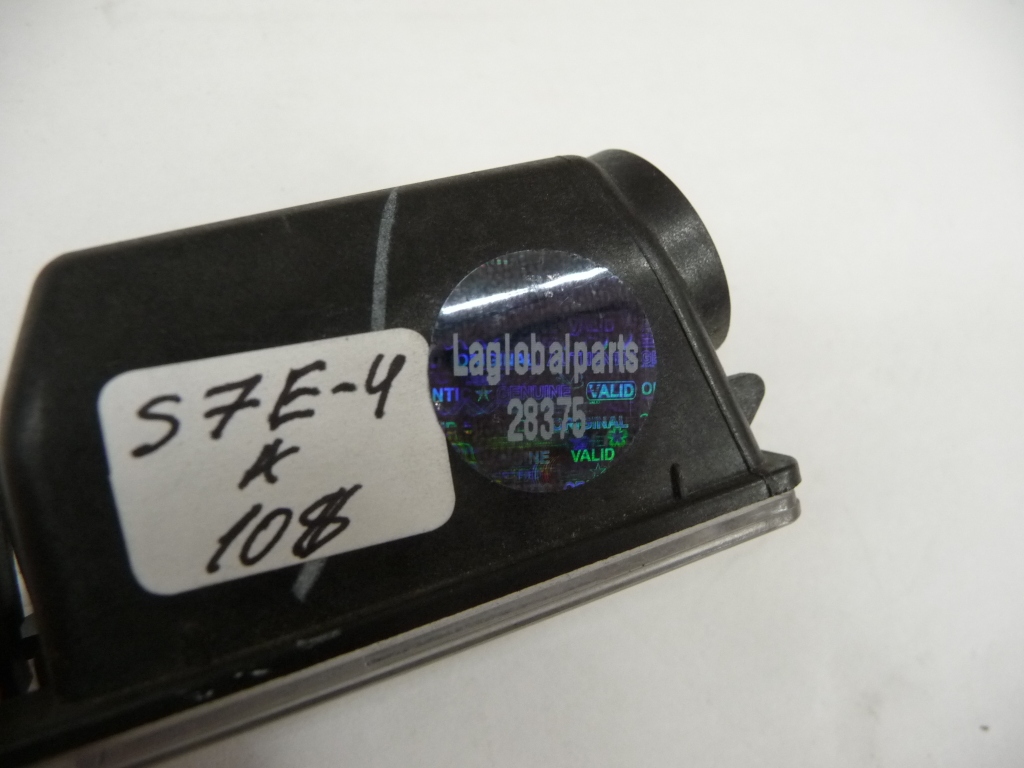 S7E-4
K
108
Laglobalparts
28375
VALID
VALID